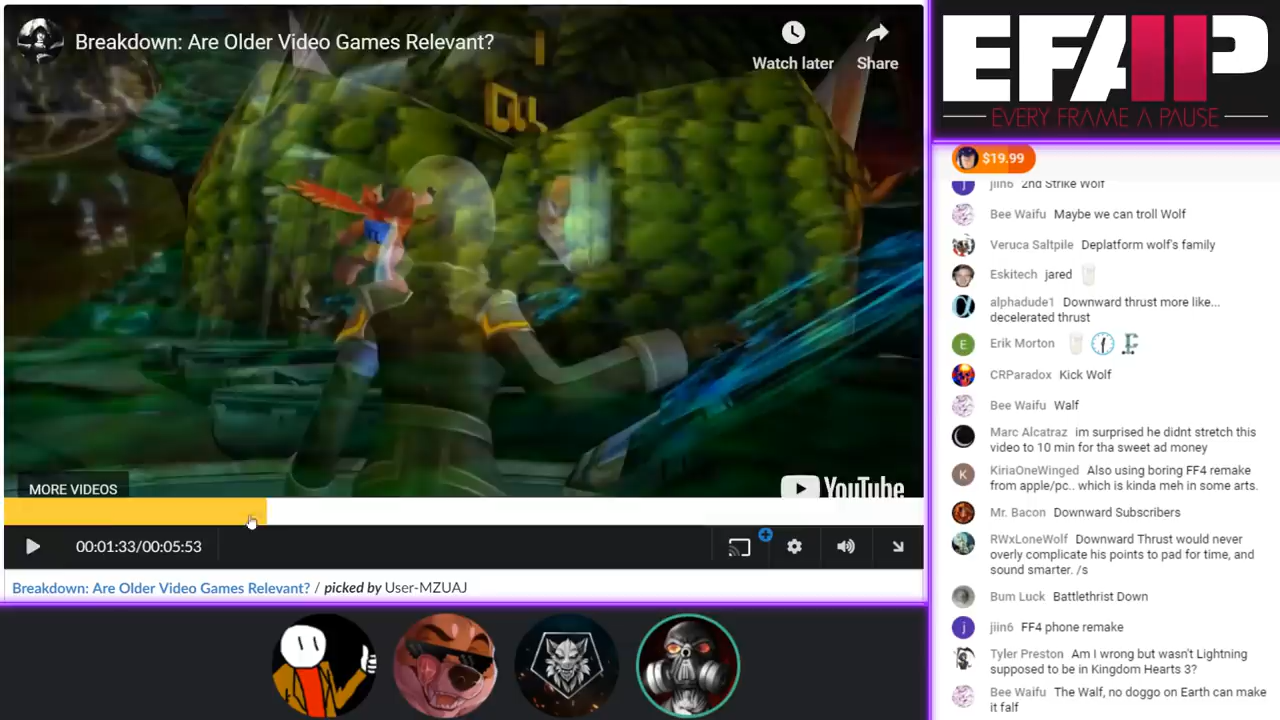 Breakdown: Are Older Video Games Relevant?
Watch later
Share
MORE VIDEOS
YouTube
00:01:33/00:05:53
Breakdown: Are Older Video Games Relevant? / picked by User-MZUAJ
EFAP
EVERY FRAME A PAUSE
$19.99
jiin6 2nd Strike Wolf
Bee Waifu Maybe we can troll Wolf
Veruca Saltpile Deplatform wolf's family
Eskitech jared
alphadude1 Downward thrust more like...
decelerated thrust
Erik Morton
CRParadox Kick Wolf
Bee Waifu Walf
Marc Alcatraz im surprised he didnt stretch this
video to 10 min for tha sweet ad money
KiriaOneWinged Also using boring FF4 remake
from apple/pc.. which is kinda meh in some arts.
Mr. Bacon Downward Subscribers
RWxLoneWolf Downward Thrust would never
overly complicate his points to pad for time, and
sound smarter. /s
Bum Luck Battlethrist Down
jiin6 FF4 phone remake
Tyler Preston Am I wrong but wasn't Lightning
supposed to be in Kingdom Hearts 3?
Bee Waifu The Walf, no doggo on Earth can make
it falf